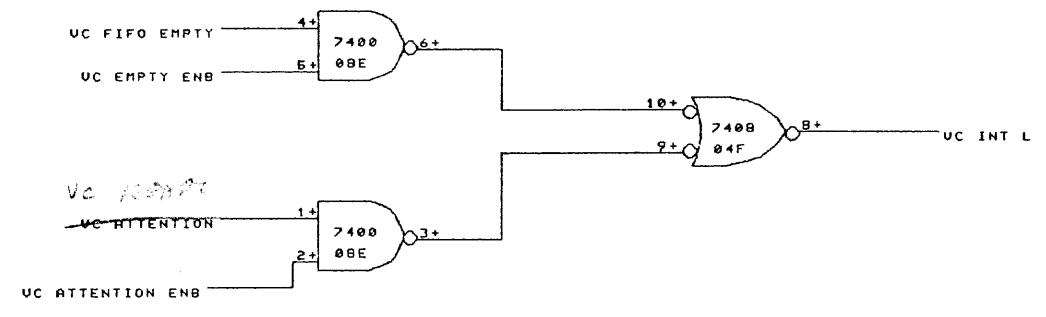 VC FIFO EMPTY
4+
7400
08E
6+
5+
VC EMPTY ENB
10+
7408
04F
8+
VC INT L
9+
Vc
VC ATTENTION
1+
7400
08E
3+
2+
VC ATTENTION ENB